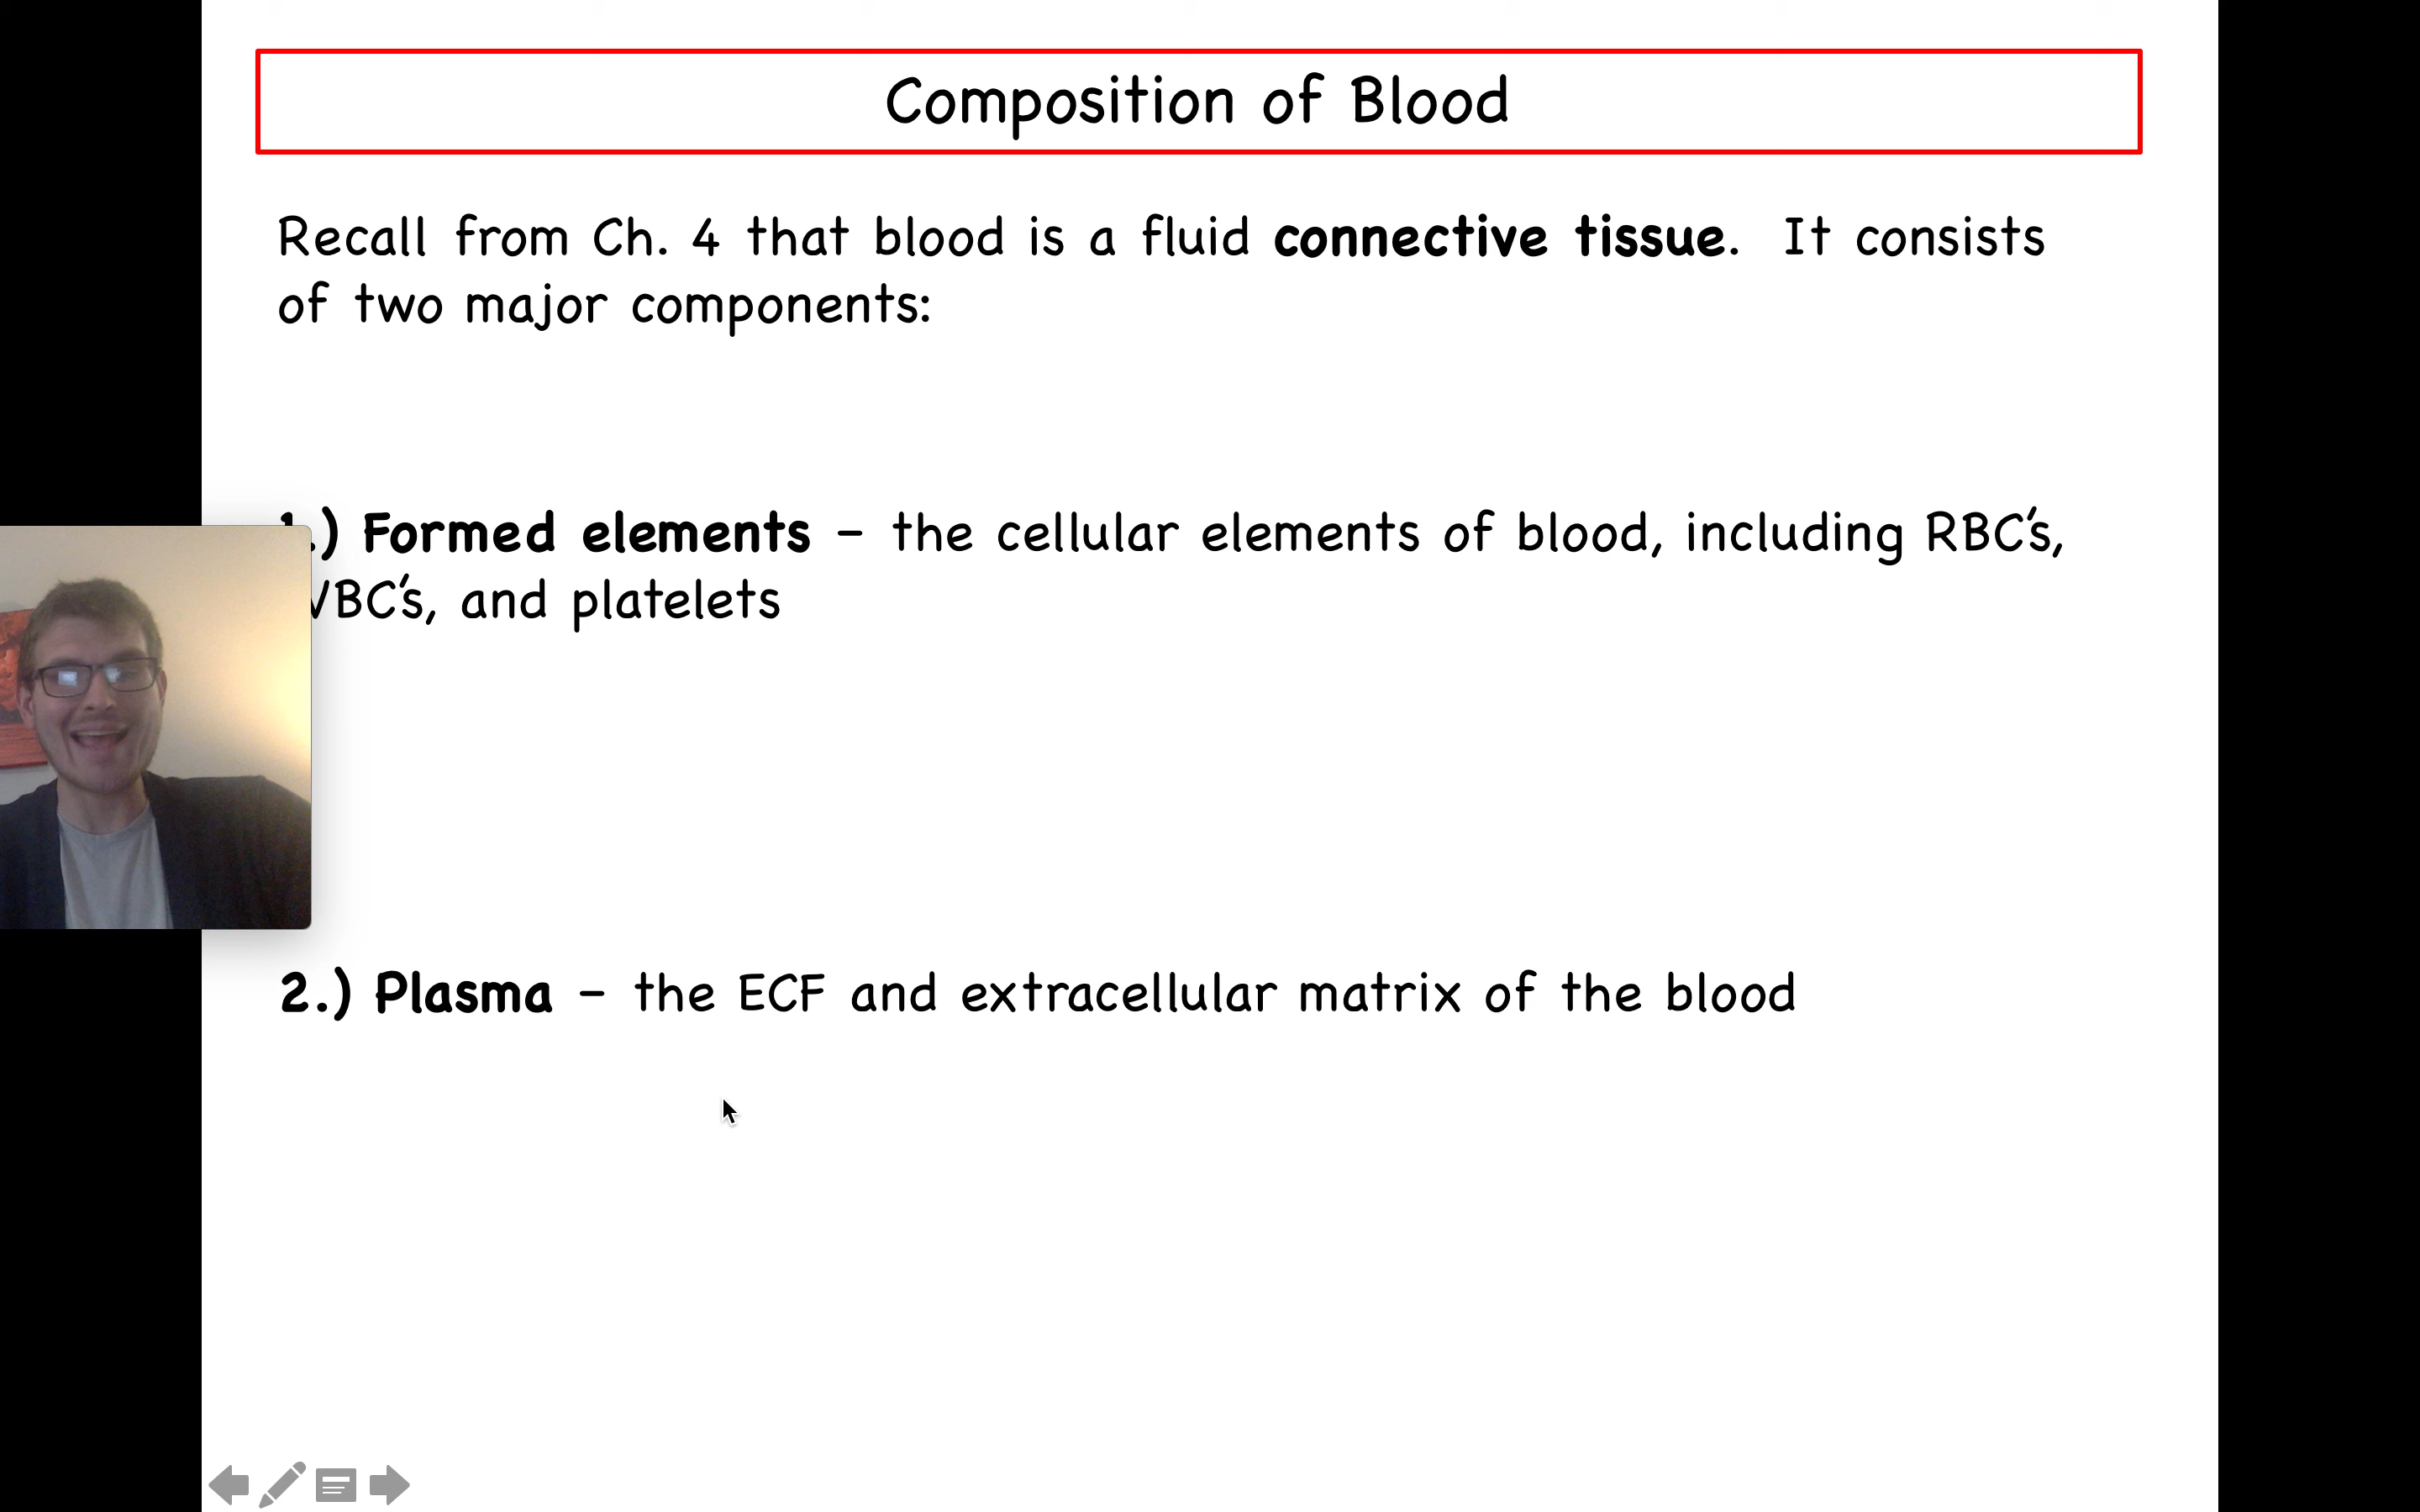 Composition of Blood
Recall from Ch. 4 that blood is a fluid connective tissue. It consists
of two major components:
.) Formed elements – the cellular elements of blood, including RBC's,
BC's, and platelets
2.) Plasma – the ECF and extracellular matrix of the blood